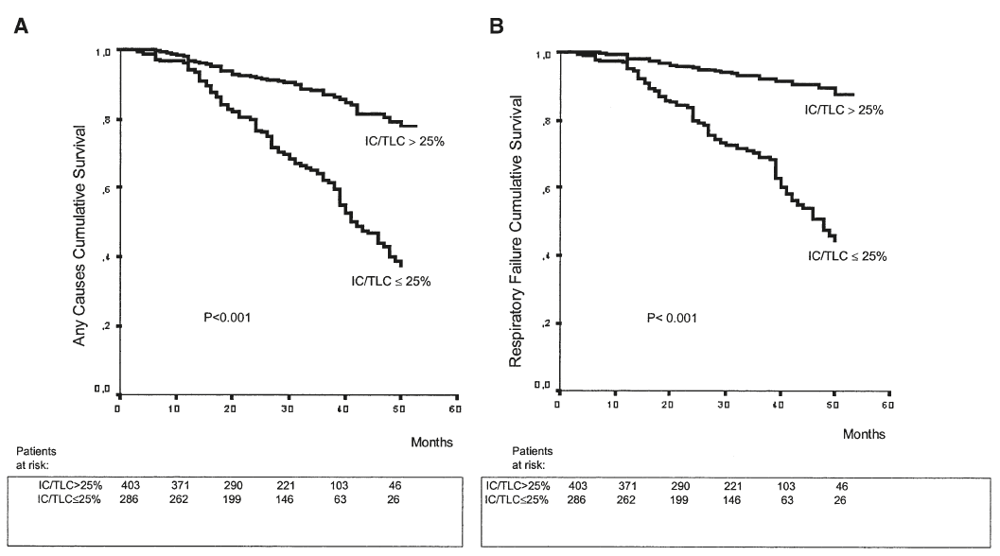 A
Any Causes Cumulative Survival
1,0
,8
,6
,4
,2
0,0
IC/TLC > 25%
IC/TLC ≤ 25%
P<0.001
0 10 20 30 40 50 60
Months
Patients
at risk:
IC/TLC>25% 403 371 290 221 103 46
IC/TLC≤25% 286 262 199 146 63 26
B
Respiratory Failure Cumulative Survival
1,0
,8
,6
,4
,2
0,0
IC/TLC > 25%
IC/TLC ≤ 25%
P< 0.001
0 10 20 30 40 50 60
Months
Patients
at risk:
IC/TLC>25% 403 371 290 221 103 46
IC/TLC≤25% 286 262 199 146 63 26